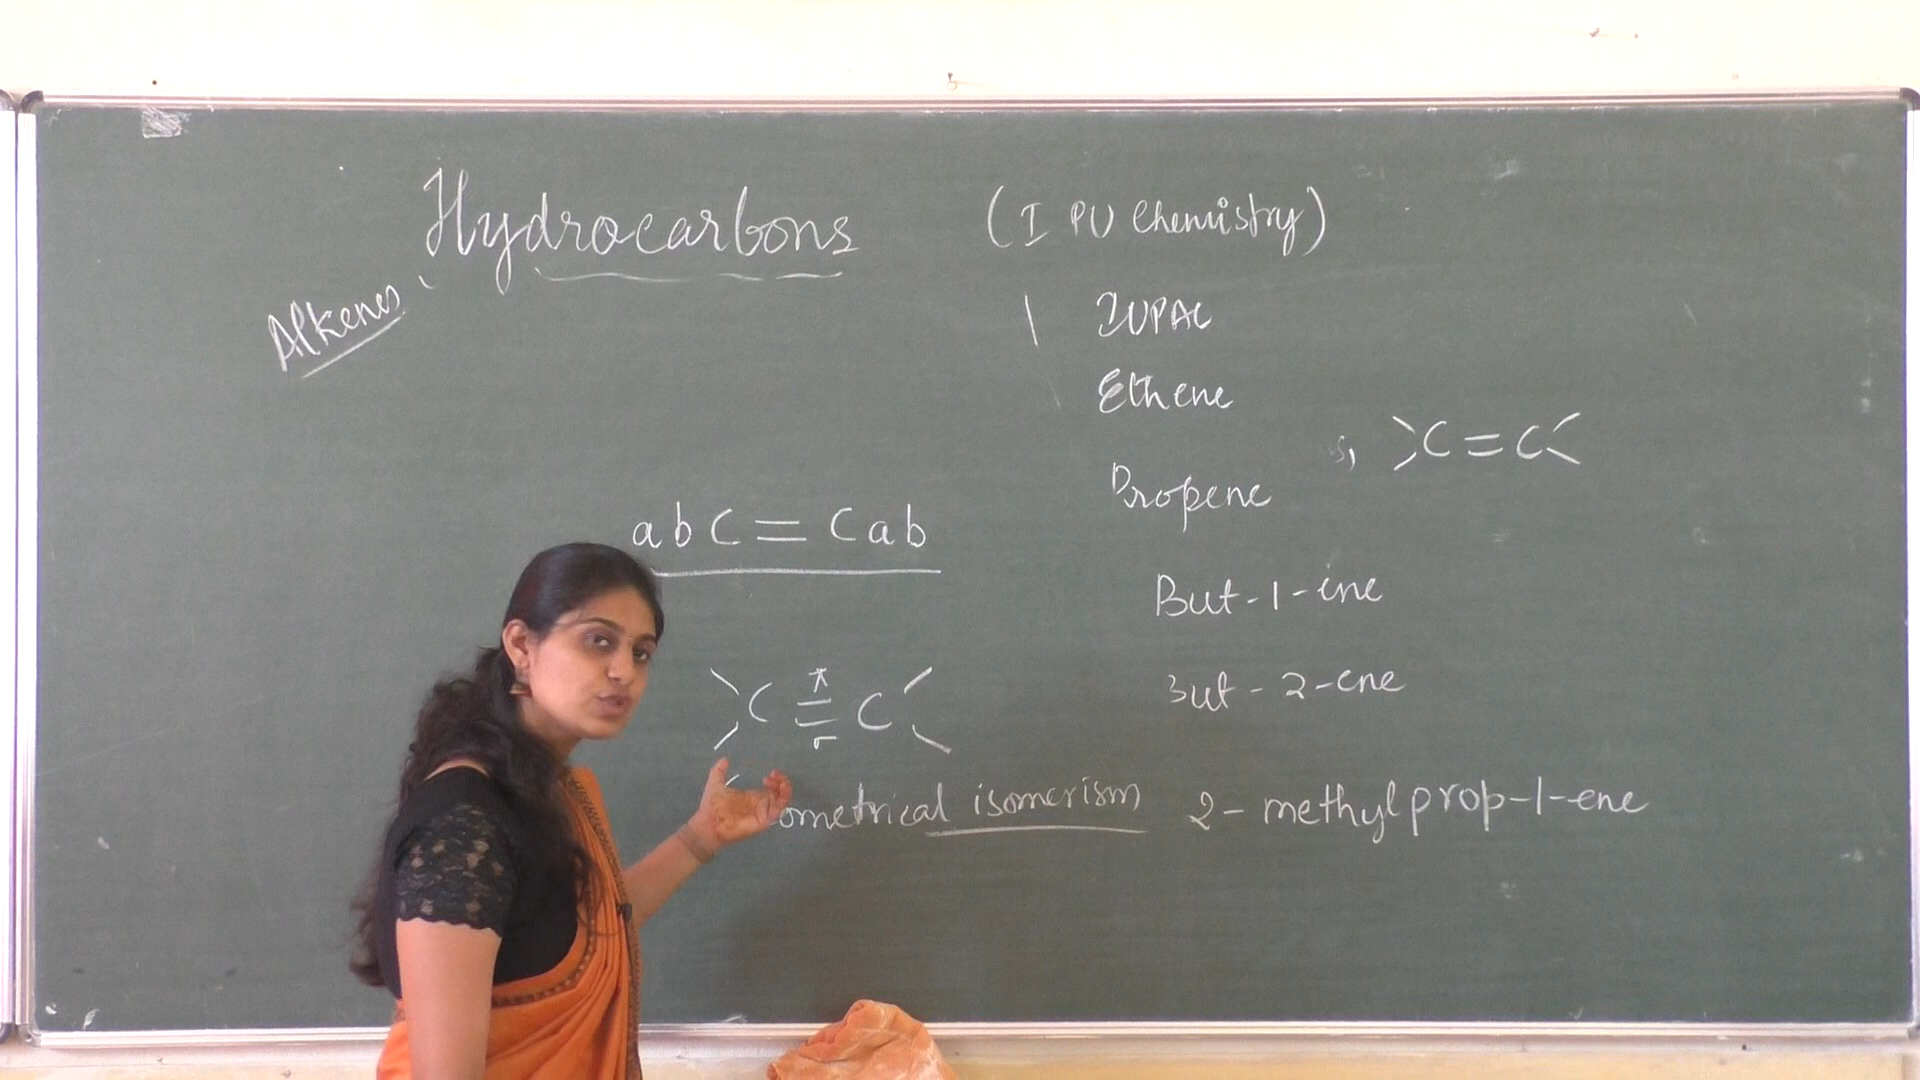 Hydrocarbons (I PU Chemistry)
Alkenes
IUPAC
Ethene
C = C
Propene
abC = Cab
But-1-ene
π
C = C
σ
But-2-ene
ometrical isomerism
2-methylprop-1-ene